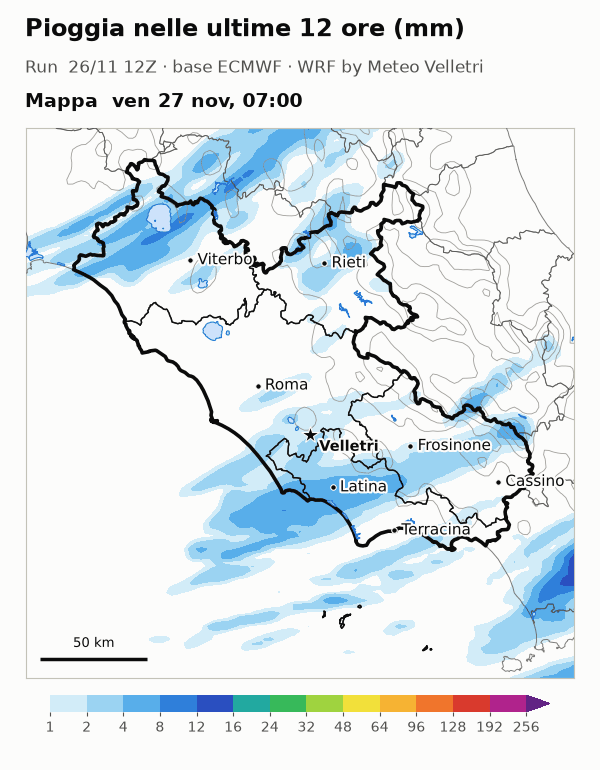 Pioggia nelle ultime 12 ore (mm)
Run  26/11 12Z · base ECMWF · WRF by Meteo Velletri
Mappa  ven 27 nov, 07:00
Viterbo
Rieti
Roma
Velletri
Frosinone
Latina
Cassino
Terracina
50 km
1 2 4 8 12 16 24 32 48 64 96 128 192 256